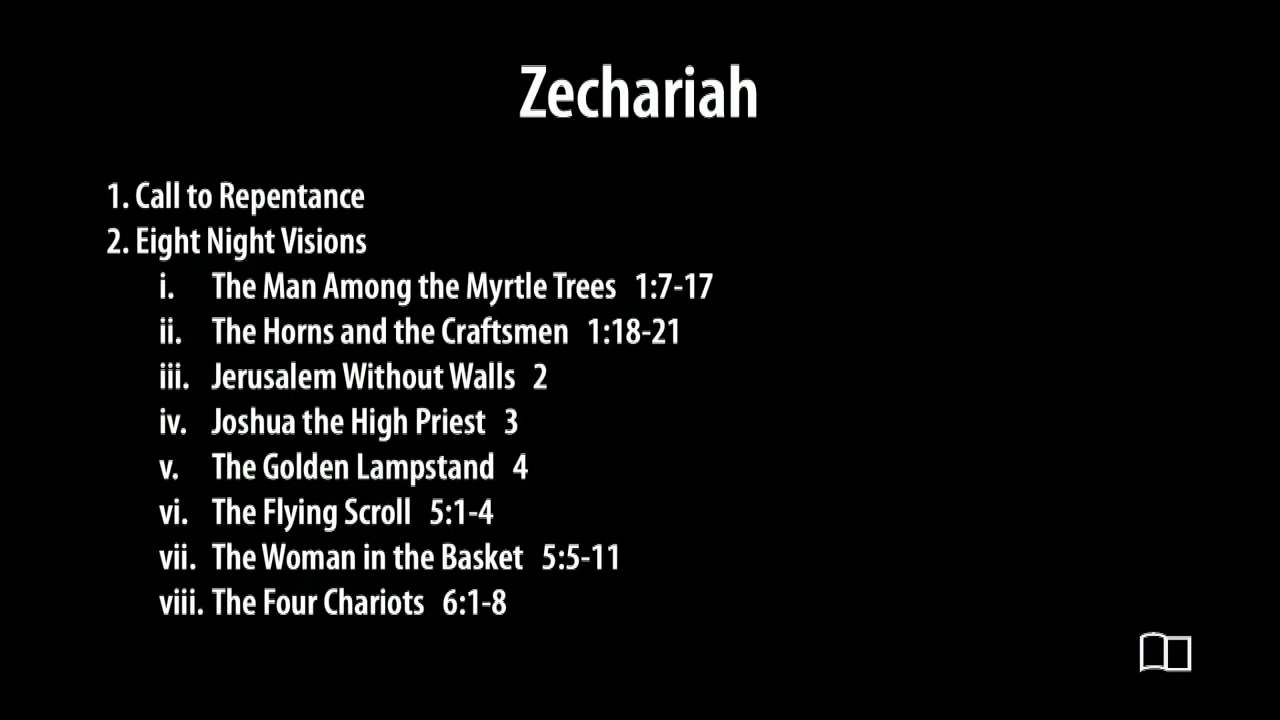 Zechariah
1. Call to Repentance
2. Eight Night Visions
i. The Man Among the Myrtle Trees 1:7-17
ii. The Horns and the Craftsmen 1:18-21
iii. Jerusalem Without Walls 2
iv. Joshua the High Priest 3
v. The Golden Lampstand 4
vi. The Flying Scroll 5:1-4
vii. The Woman in the Basket 5:5-11
viii. The Four Chariots 6:1-8